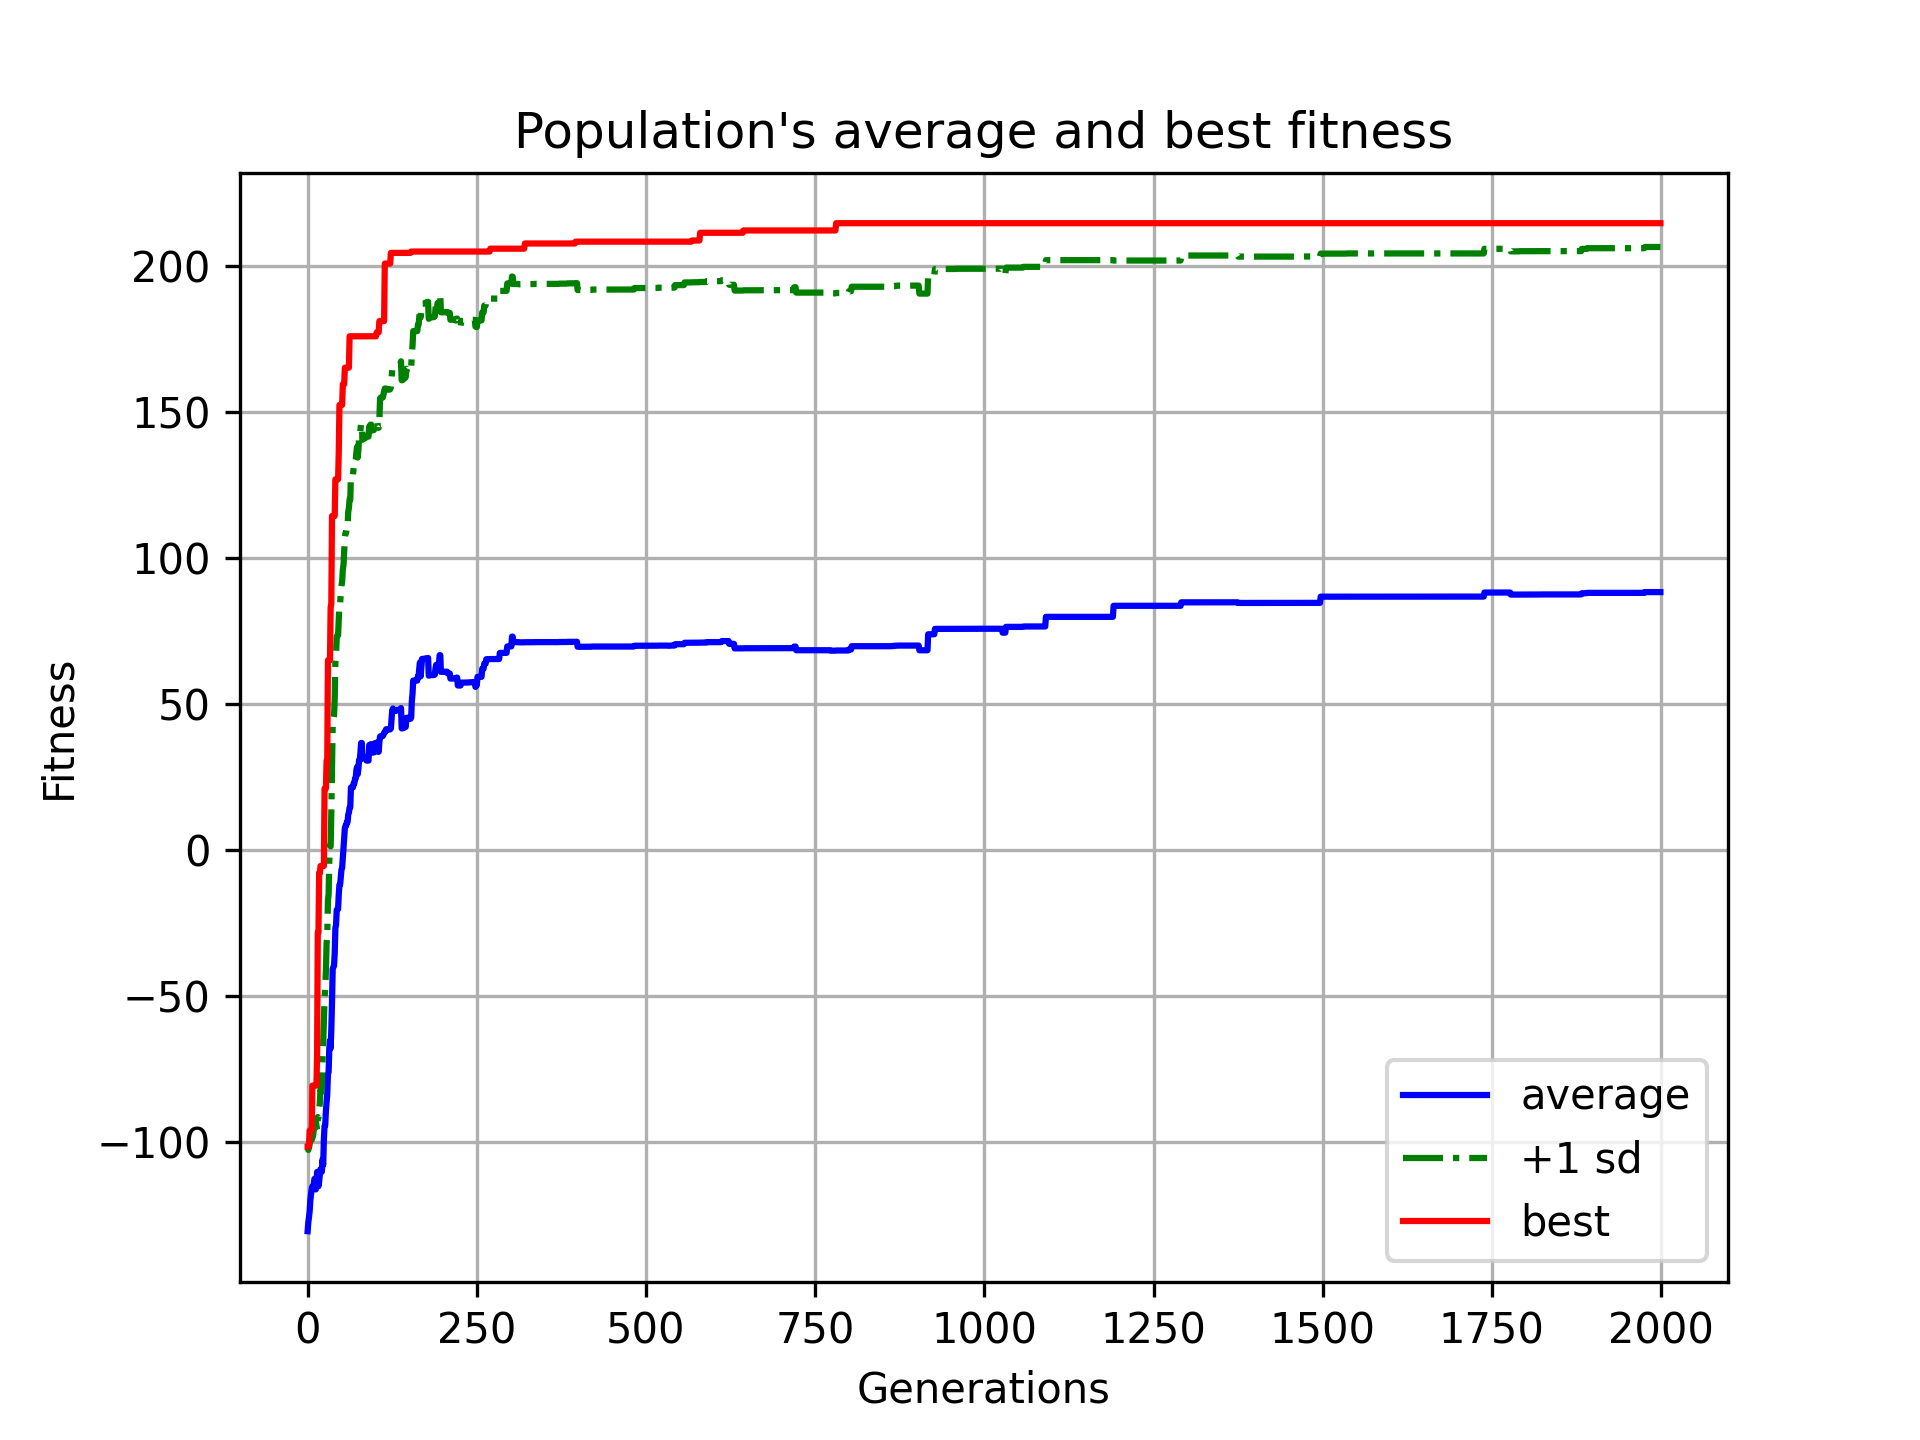 Population's average and best fitness
Fitness
200
150
100
50
0
−50
−100
0 250 500 750 1000 1250 1500 1750 2000
Generations
average
+1 sd
best